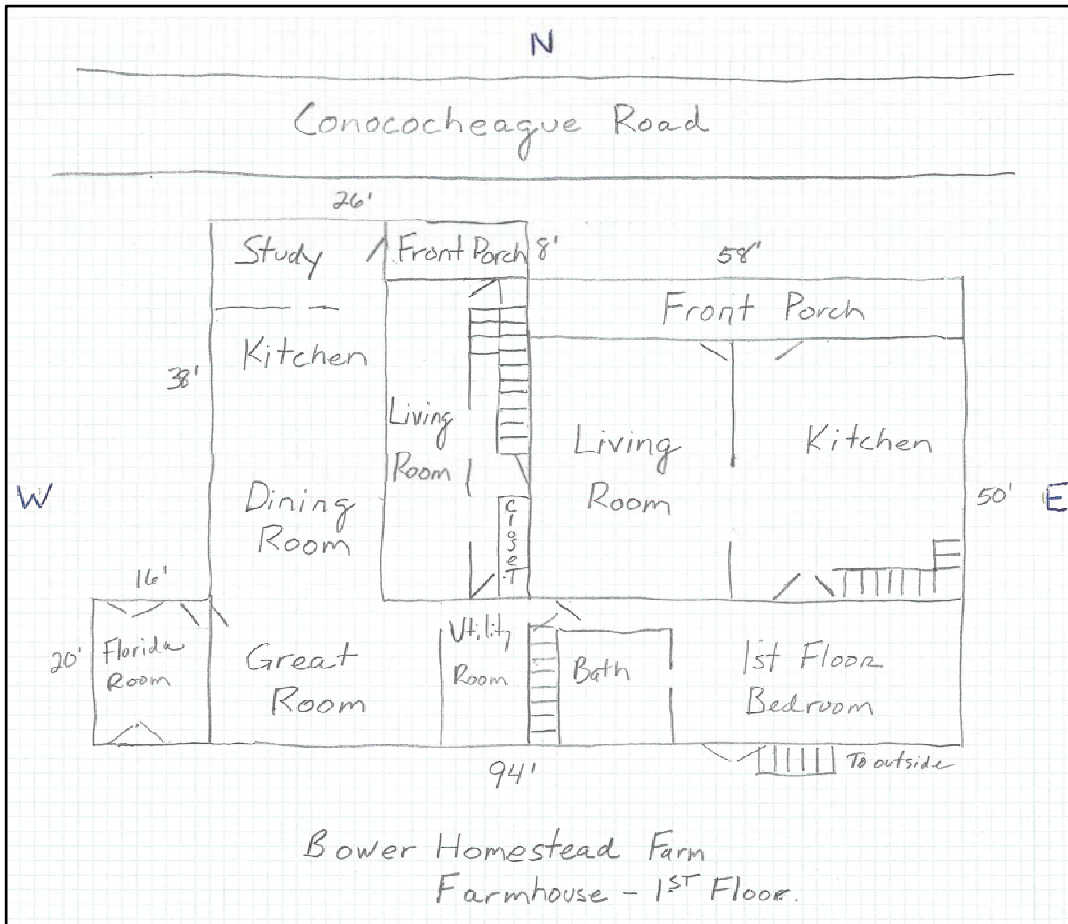 N
Conococheague Road
26'
Study
Front Porch
8'
58'
Front Porch
Kitchen
38'
Living
Room
Living
Room
Kitchen
W
Dining
Room
Closet
50'
E
16'
20'
Florida
Room
Great
Room
Utility
Room
Bath
1st Floor
Bedroom
To outside
94'
Bower Homestead Farm
Farmhouse - 1ST Floor.